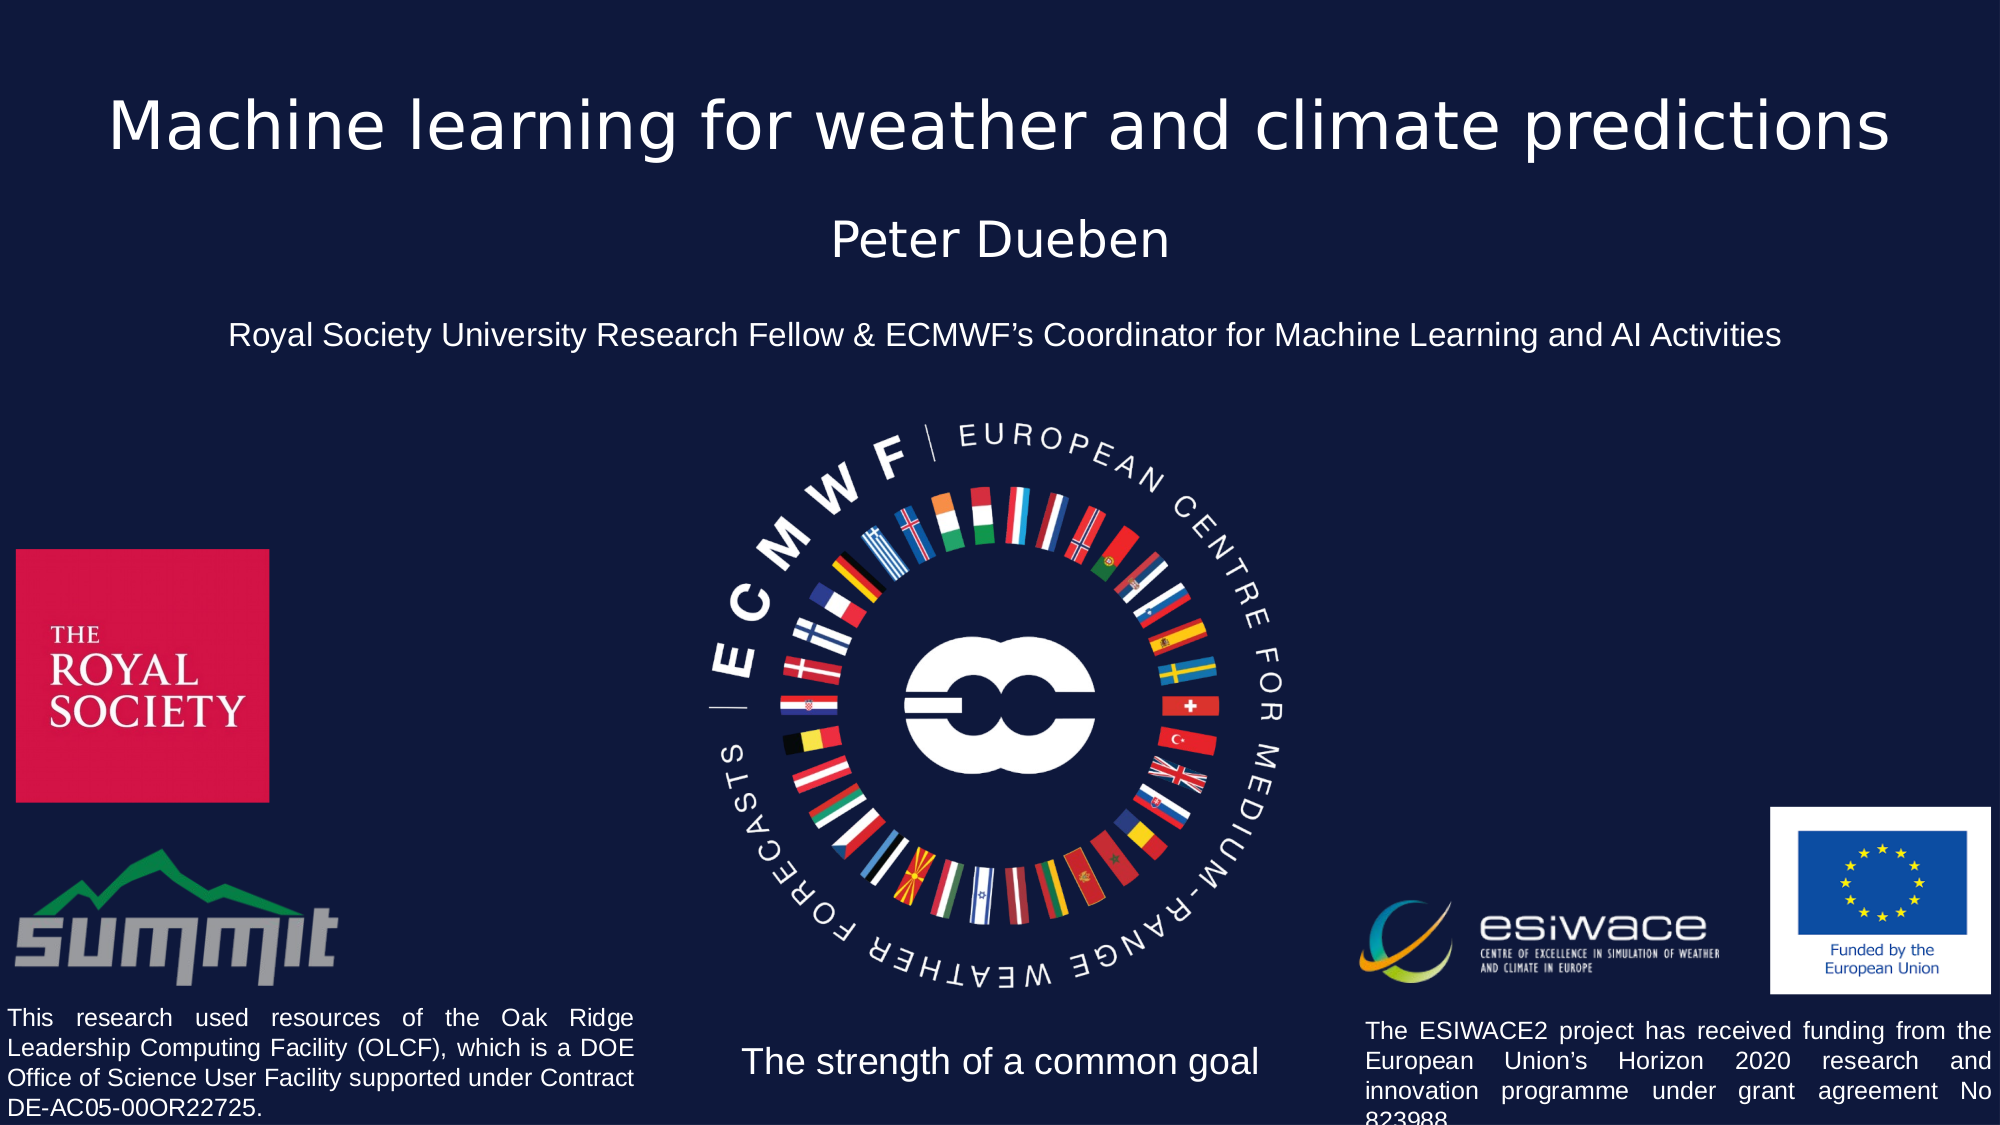 Machine learning for weather and climate predictions
Peter Dueben
Royal Society University Research Fellow & ECMWF’s Coordinator for Machine Learning and AI Activities
ECMWF | EUROPEAN CENTRE FOR MEDIUM-RANGE WEATHER FORECASTS |
THE
ROYAL
SOCIETY
summit
This research used resources of the Oak Ridge
Leadership Computing Facility (OLCF), which is a DOE
Office of Science User Facility supported under Contract
DE-AC05-00OR22725.
The strength of a common goal
esiwace
CENTRE OF EXCELLENCE IN SIMULATION OF WEATHER
AND CLIMATE IN EUROPE
Funded by the
European Union
The ESIWACE2 project has received funding from the
European Union’s Horizon 2020 research and
innovation programme under grant agreement No
823988